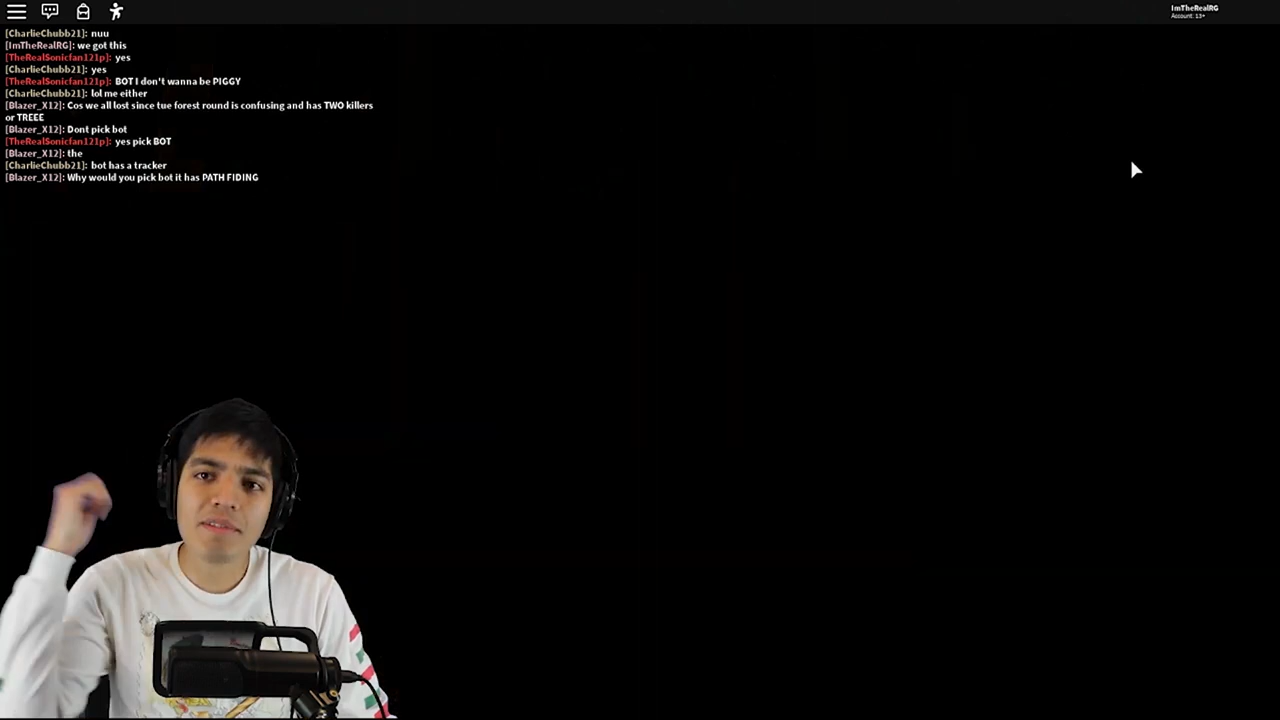 ImTheRealRG
Account: 13+
[CharlieChubb21]: nuu
[ImTheRealRG]: we got this
[TheRealSonicfan121p]: yes
[CharlieChubb21]: yes
[TheRealSonicfan121p]: BOT I don't wanna be PIGGY
[CharlieChubb21]: lol me either
[Blazer_X12]: Cos we all lost since tue forest round is confusing and has TWO killers
or TREEE
[Blazer_X12]: Dont pick bot
[TheRealSonicfan121p]: yes pick BOT
[Blazer_X12]: the
[CharlieChubb21]: bot has a tracker
[Blazer_X12]: Why would you pick bot it has PATH FIDING